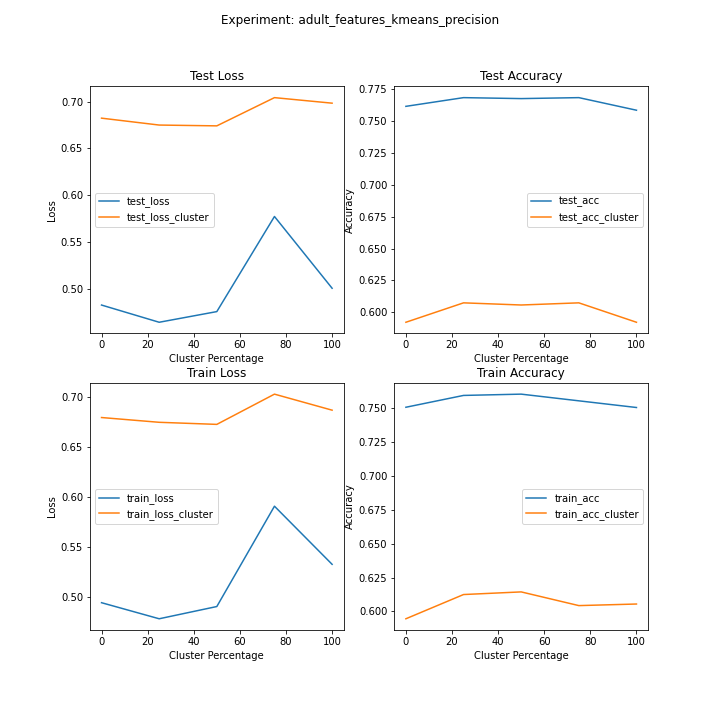 Experiment: adult_features_kmeans_precision
Test Loss
0.70
0.65
0.60
0.55
0.50
Loss
test_loss
test_loss_cluster
0 20 40 60 80 100
Cluster Percentage
Test Accuracy
0.775
0.750
0.725
0.700
0.675
0.650
0.625
0.600
Accuracy
test_acc
test_acc_cluster
0 20 40 60 80 100
Cluster Percentage
Train Loss
0.70
0.65
0.60
0.55
0.50
Loss
train_loss
train_loss_cluster
0 20 40 60 80 100
Cluster Percentage
Train Accuracy
0.750
0.725
0.700
0.675
0.650
0.625
0.600
Accuracy
train_acc
train_acc_cluster
0 20 40 60 80 100
Cluster Percentage